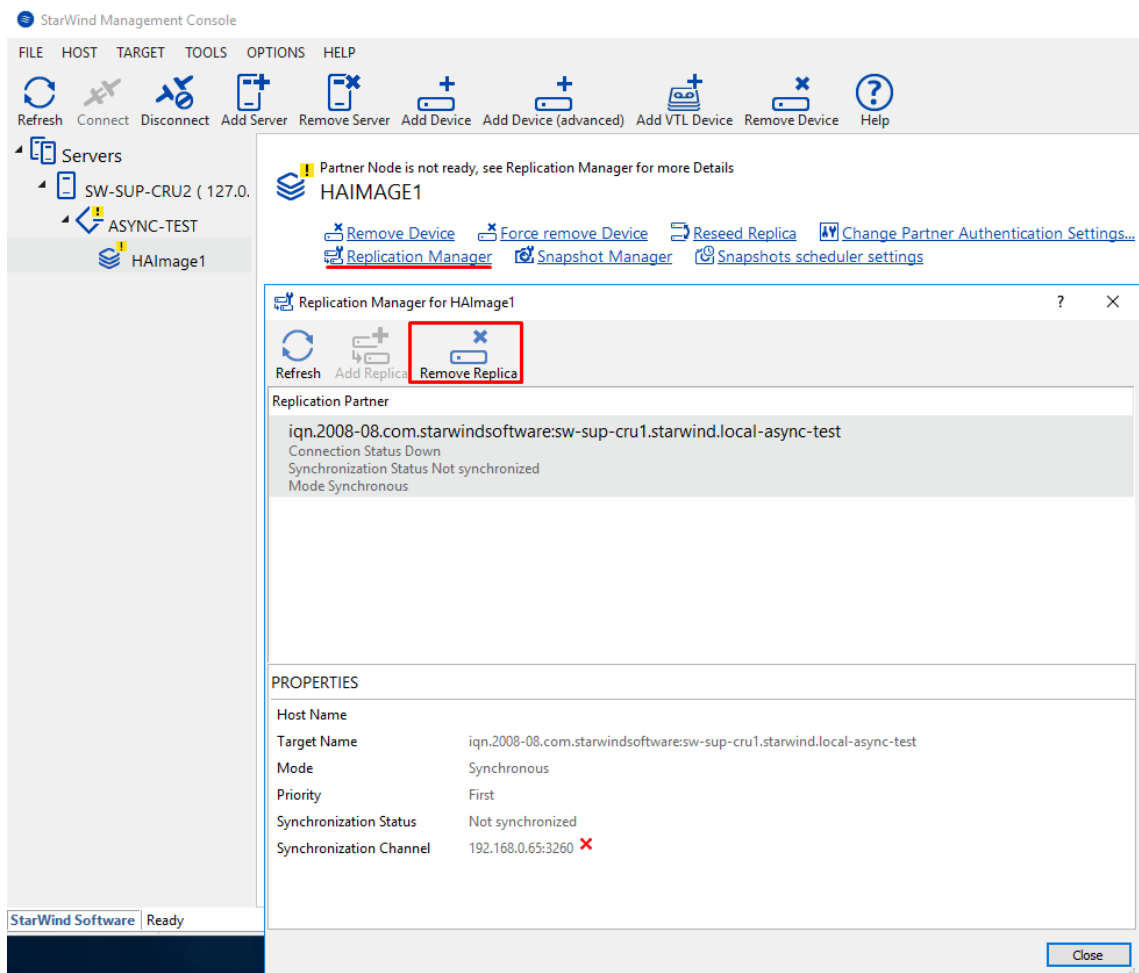 StarWind Management Console
FILE HOST TARGET TOOLS OPTIONS HELP
Refresh Connect Disconnect Add Server Remove Server Add Device Add Device (advanced) Add VTL Device Remove Device Help
Servers
SW-SUP-CRU2 ( 127.0.
ASYNC-TEST
HAImage1
Partner Node is not ready, see Replication Manager for more Details
HAIMAGE1
Remove Device Force remove Device Reseed Replica Change Partner Authentication Settings...
Replication Manager Snapshot Manager Snapshots scheduler settings
Replication Manager for HAImage1
Refresh Add Replica Remove Replica
Replication Partner
iqn.2008-08.com.starwindsoftware:sw-sup-cru1.starwind.local-async-test
Connection Status Down
Synchronization Status Not synchronized
Mode Synchronous
PROPERTIES
Host Name
Target Name iqn.2008-08.com.starwindsoftware:sw-sup-cru1.starwind.local-async-test
Mode Synchronous
Priority First
Synchronization Status Not synchronized
Synchronization Channel 192.168.0.65:3260
StarWind Software Ready
Close